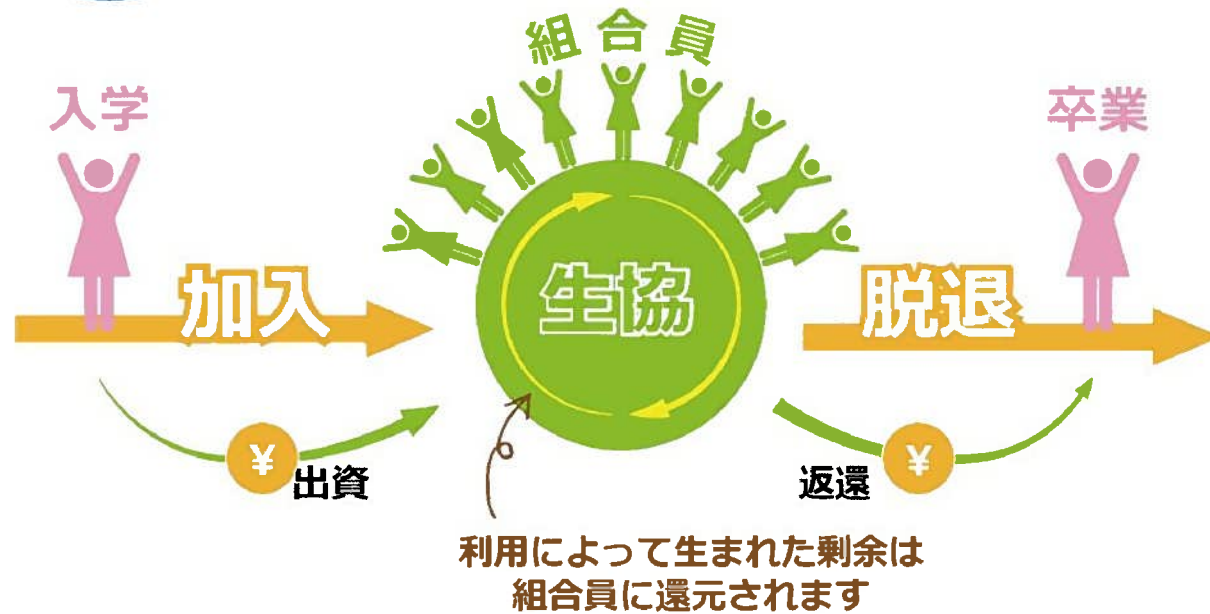 組合員
入学
卒業
加入
生協
脱退
¥
出資
返還
¥
利用によって生まれた剰余は
組合員に還元されます